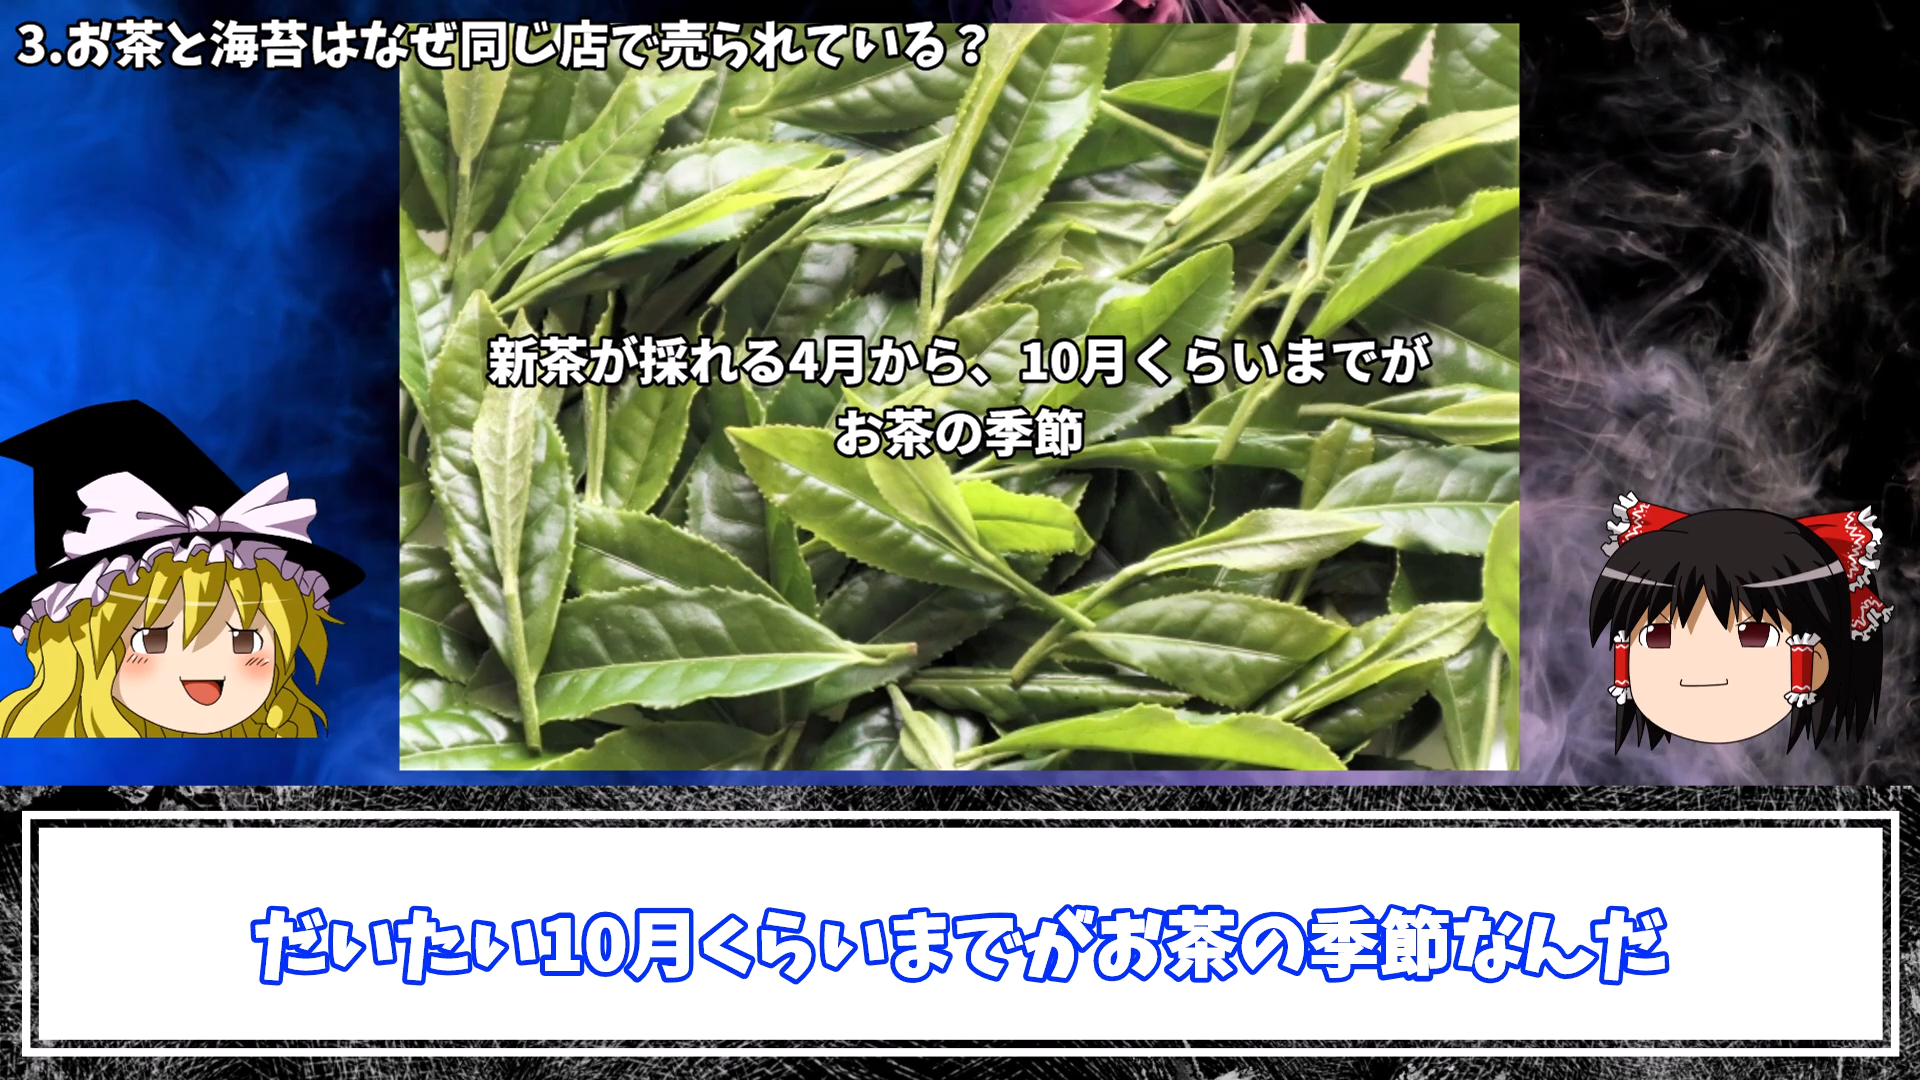 3.お茶と海苔はなぜ同じ店で売られている？
新茶が採れる4月から、10月くらいまでが
お茶の季節
だいたい10月くらいまでがお茶の季節なんだ